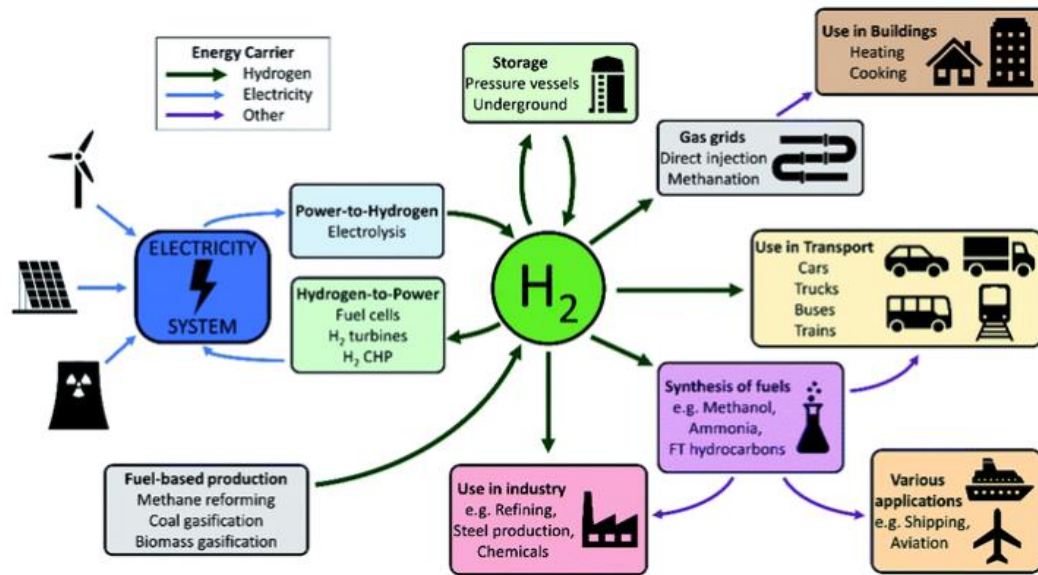 Energy Carrier
Hydrogen
Electricity
Other
Storage
Pressure vessels
Underground
Use in Buildings
Heating
Cooking
Gas grids
Direct injection
Methanation
Power-to-Hydrogen
Electrolysis
ELECTRICITY
SYSTEM
Hydrogen-to-Power
Fuel cells
H₂ turbines
H₂ CHP
H₂
Use in Transport
Cars
Trucks
Buses
Trains
Synthesis of fuels
e.g. Methanol,
Ammonia,
FT hydrocarbons
Fuel-based production
Methane reforming
Coal gasification
Biomass gasification
Use in industry
e.g. Refining,
Steel production,
Chemicals
Various
applications
e.g. Shipping,
Aviation